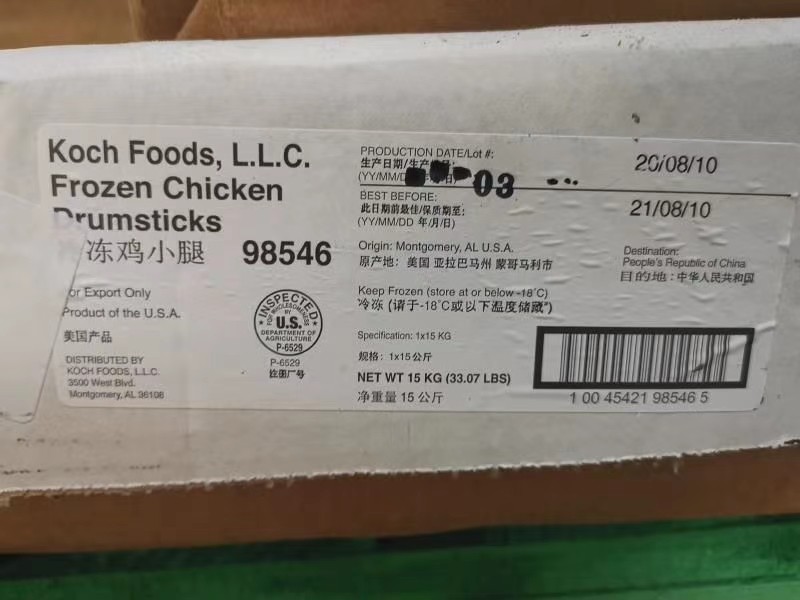 Koch Foods, L.L.C.
Frozen Chicken
Drumsticks
冻鸡小腿 98546
or Export Only
Product of the U.S.A.
美国产品
DISTRIBUTED BY
KOCH FOODS, L.L.C.
3500 West Blvd.
Montgomery, AL 36108
INSPECTED
FOR WHOLESOMENESS
U.S.
DEPARTMENT OF
AGRICULTURE
P-6529
P-6529
注册厂号
PRODUCTION DATE/Lot #: 20/08/10
生产日期/生产
(YY/MM/D
03
BEST BEFORE: 21/08/10
此日期前最佳/保质期至:
(YY/MM/DD 年/月/日)
Origin: Montgomery, AL U.S.A.
原产地: 美国 亚拉巴马州 蒙哥马利市
Destination:
People's Republic of China
目的地:中华人民共和国
Keep Frozen (store at or below -18°C)
冷冻 (请于-18°C或以下温度储藏")
Specification: 1x15 KG
规格: 1x15公斤
NET WT 15 KG (33.07 LBS)
净重量 15 公斤
1 00 45421 98546 5